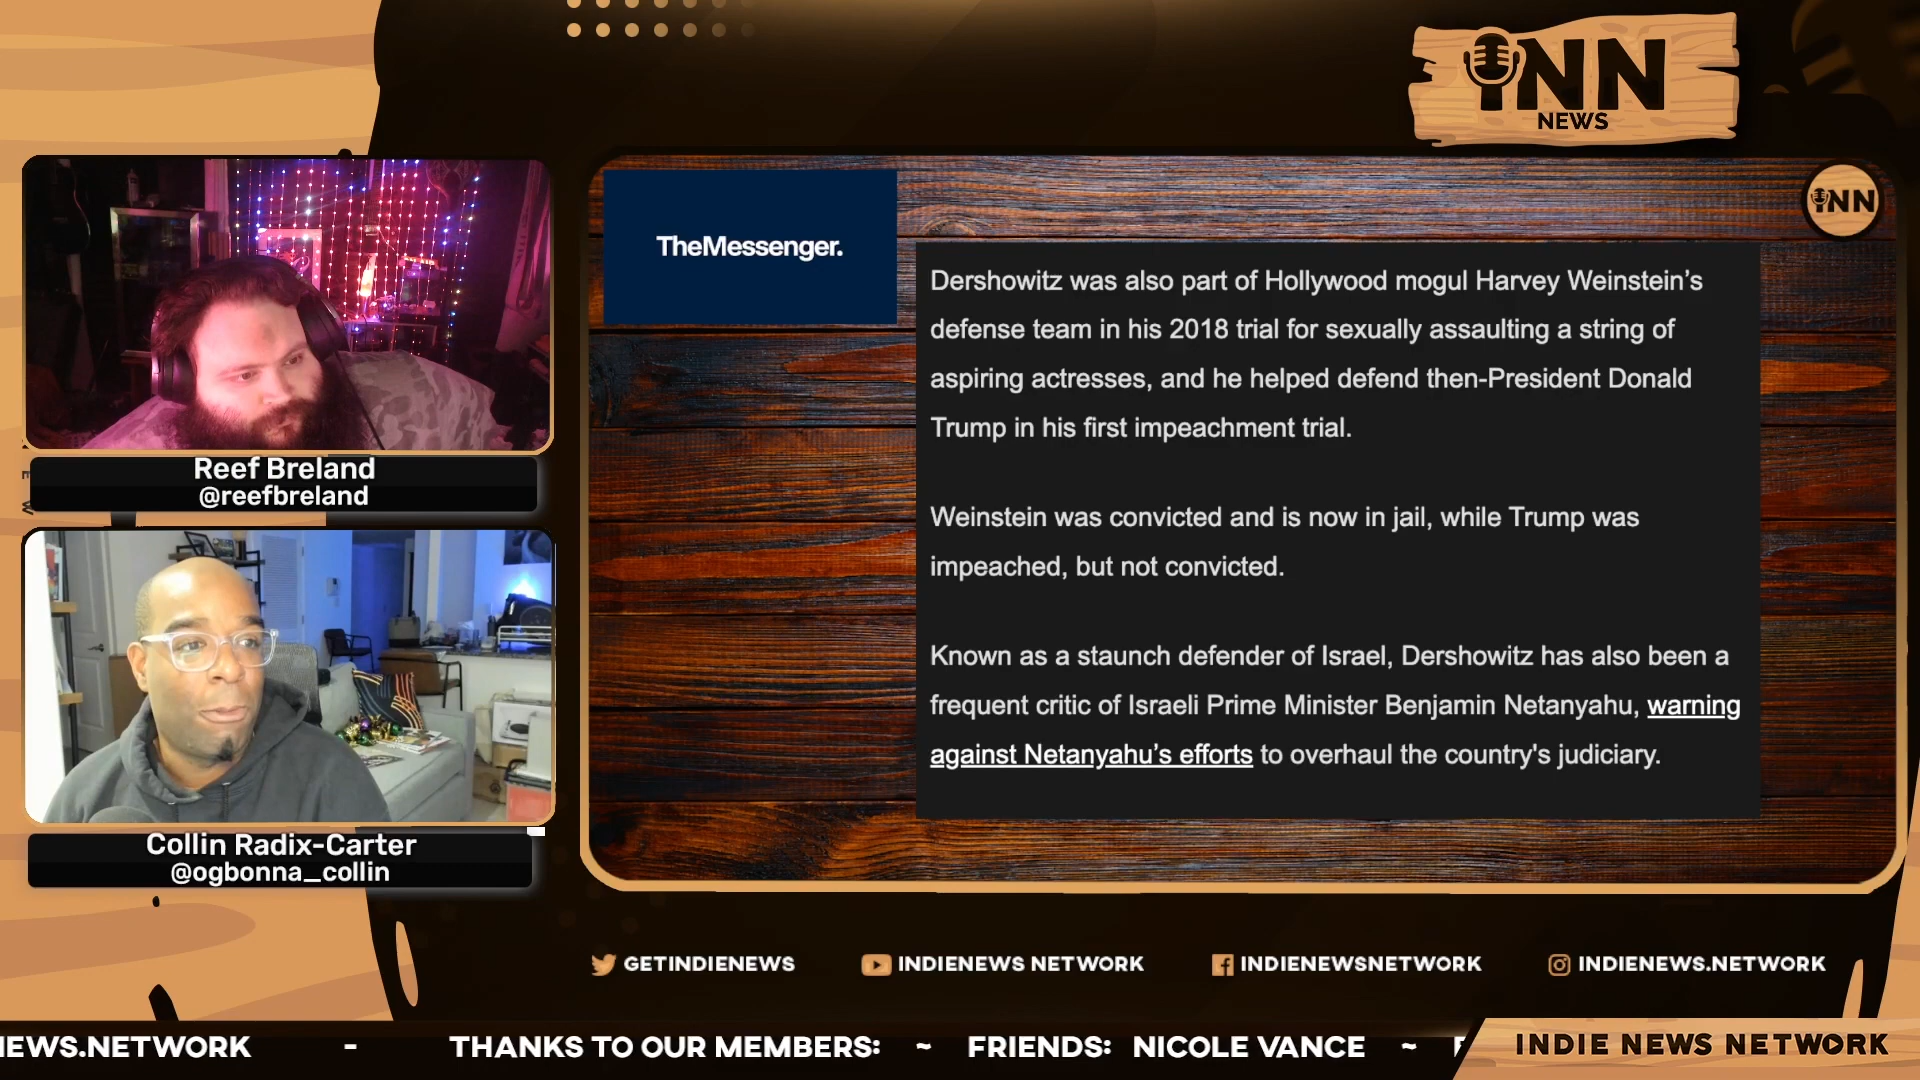 iNN
NEWS
iNN
TheMessenger.
Dershowitz was also part of Hollywood mogul Harvey Weinstein’s
defense team in his 2018 trial for sexually assaulting a string of
aspiring actresses, and he helped defend then-President Donald
Trump in his first impeachment trial.
Weinstein was convicted and is now in jail, while Trump was
impeached, but not convicted.
Known as a staunch defender of Israel, Dershowitz has also been a
frequent critic of Israeli Prime Minister Benjamin Netanyahu, warning
against Netanyahu’s efforts to overhaul the country's judiciary.
Reef Breland
@reefbreland
Collin Radix-Carter
@ogbonna_collin
GETINDIENEWS
INDIENEWS NETWORK
INDIENEWSNETWORK
INDIENEWS.NETWORK
IEWS.NETWORK - THANKS TO OUR MEMBERS: ~ FRIENDS: NICOLE VANCE ~
INDIE NEWS NETWORK